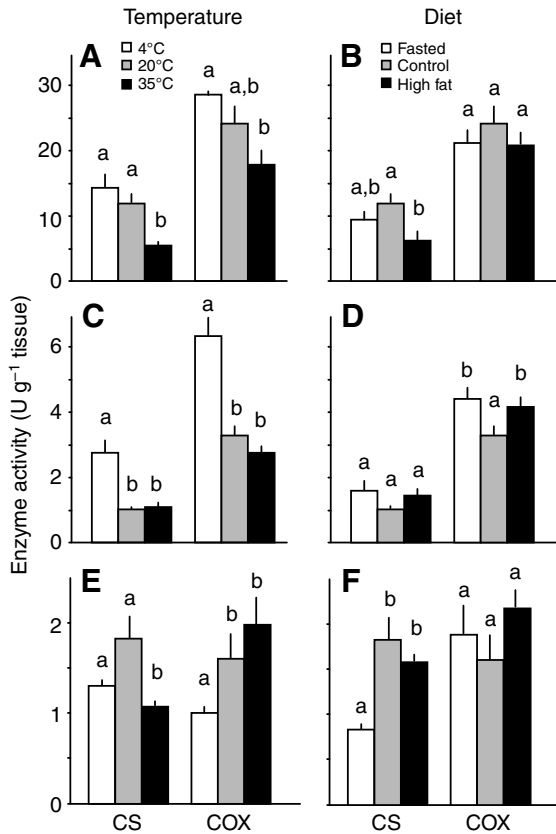 Temperature
Diet
A
4°C
20°C
35°C
B
Fasted
Control
High fat
30
20
10
0
a
a
b
a
a,b
b
a,b
a
b
a
a
a
C
D
6
4
2
0
a
b
b
a
b
b
a
a
a
b
a
b
E
F
2
1
0
a
a
b
a
b
b
a
b
b
a
a
a
CS
COX
CS
COX
Enzyme activity (U g⁻¹ tissue)